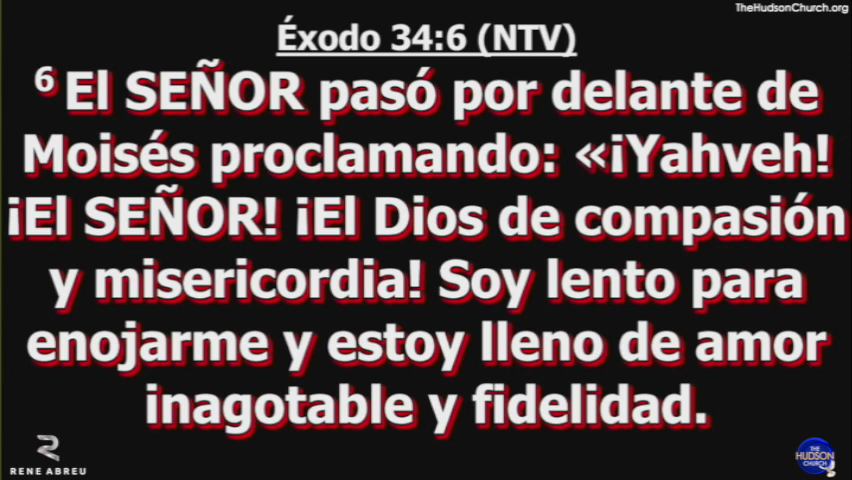 TheHudsonChurch.org
Éxodo 34:6 (NTV)
6 El SEÑOR pasó por delante de
Moisés proclamando: «¡Yahveh!
¡El SEÑOR! ¡El Dios de compasión
y misericordia! Soy lento para
enojarme y estoy lleno de amor
inagotable y fidelidad.
RENE ABREU
THE
HUDSON
CHURCH